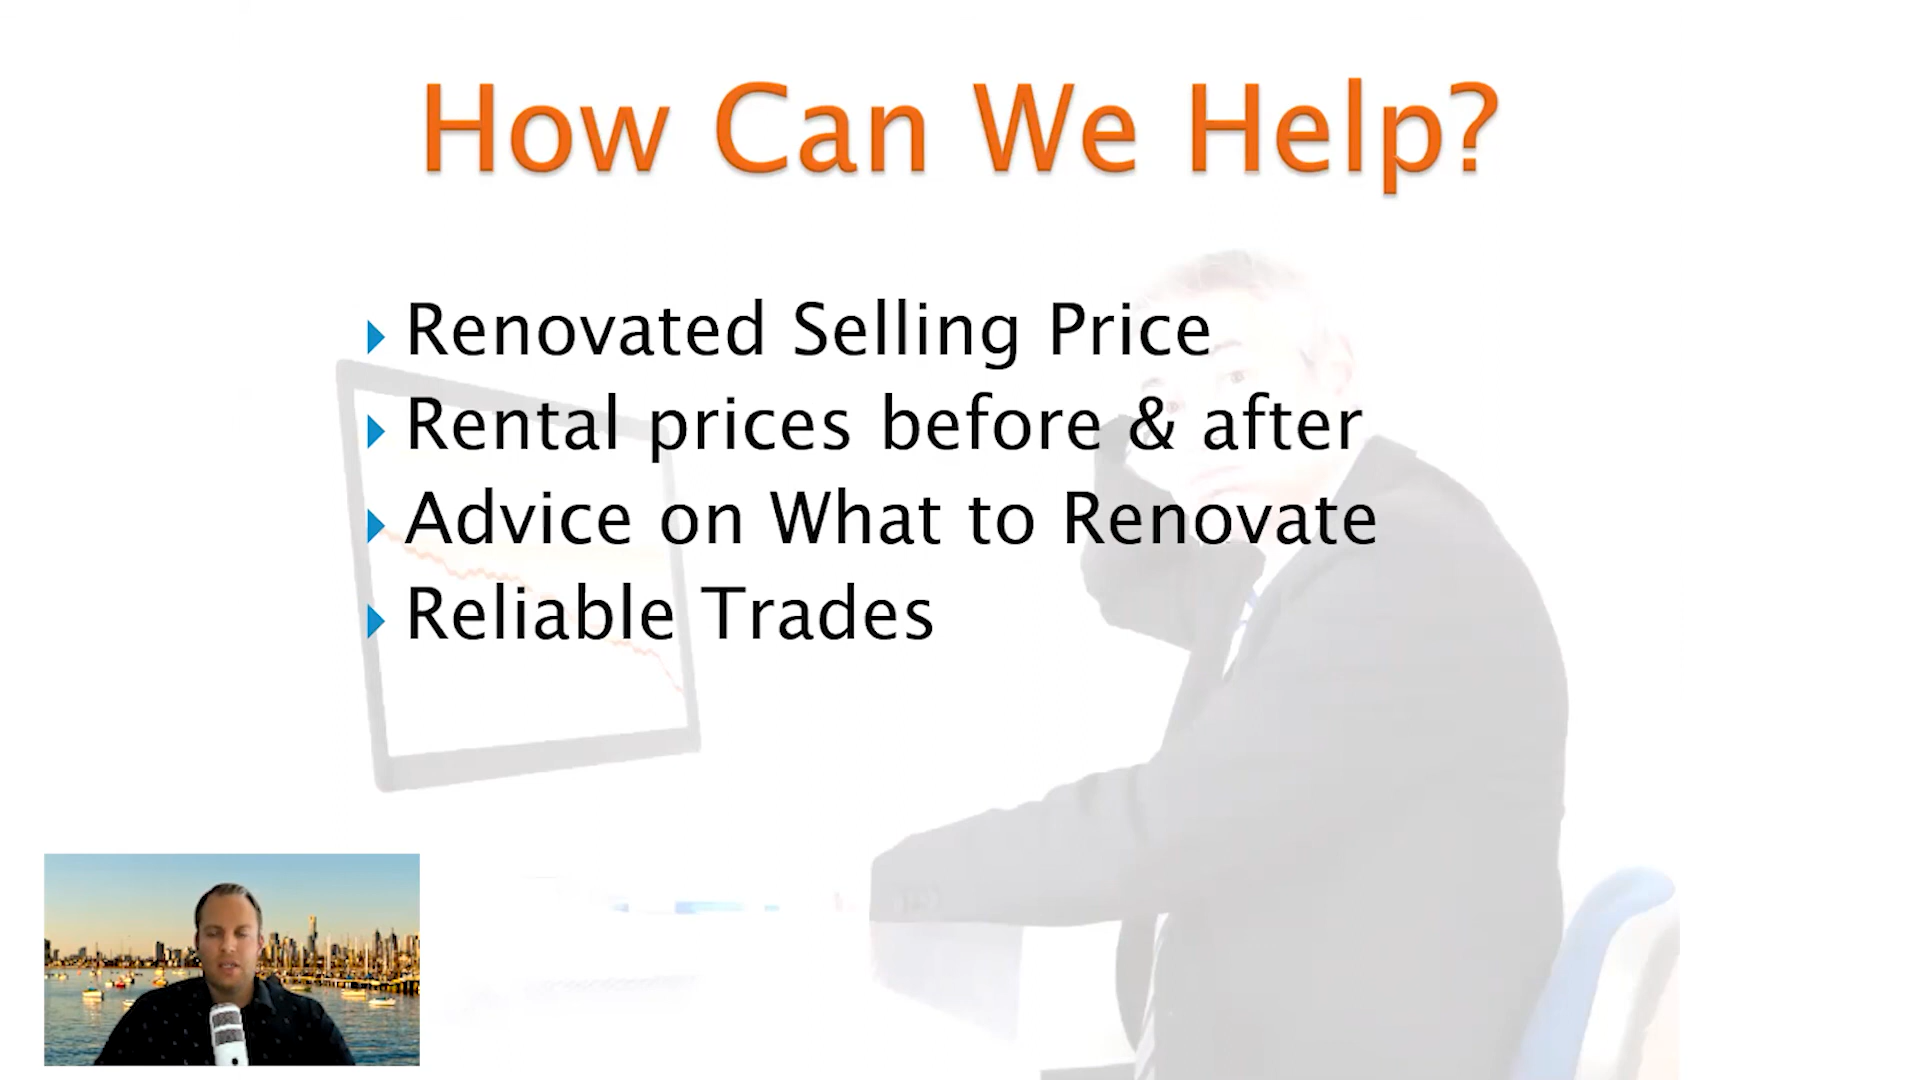 How Can We Help?
Renovated Selling Price
Rental prices before & after
Advice on What to Renovate
Reliable Trades